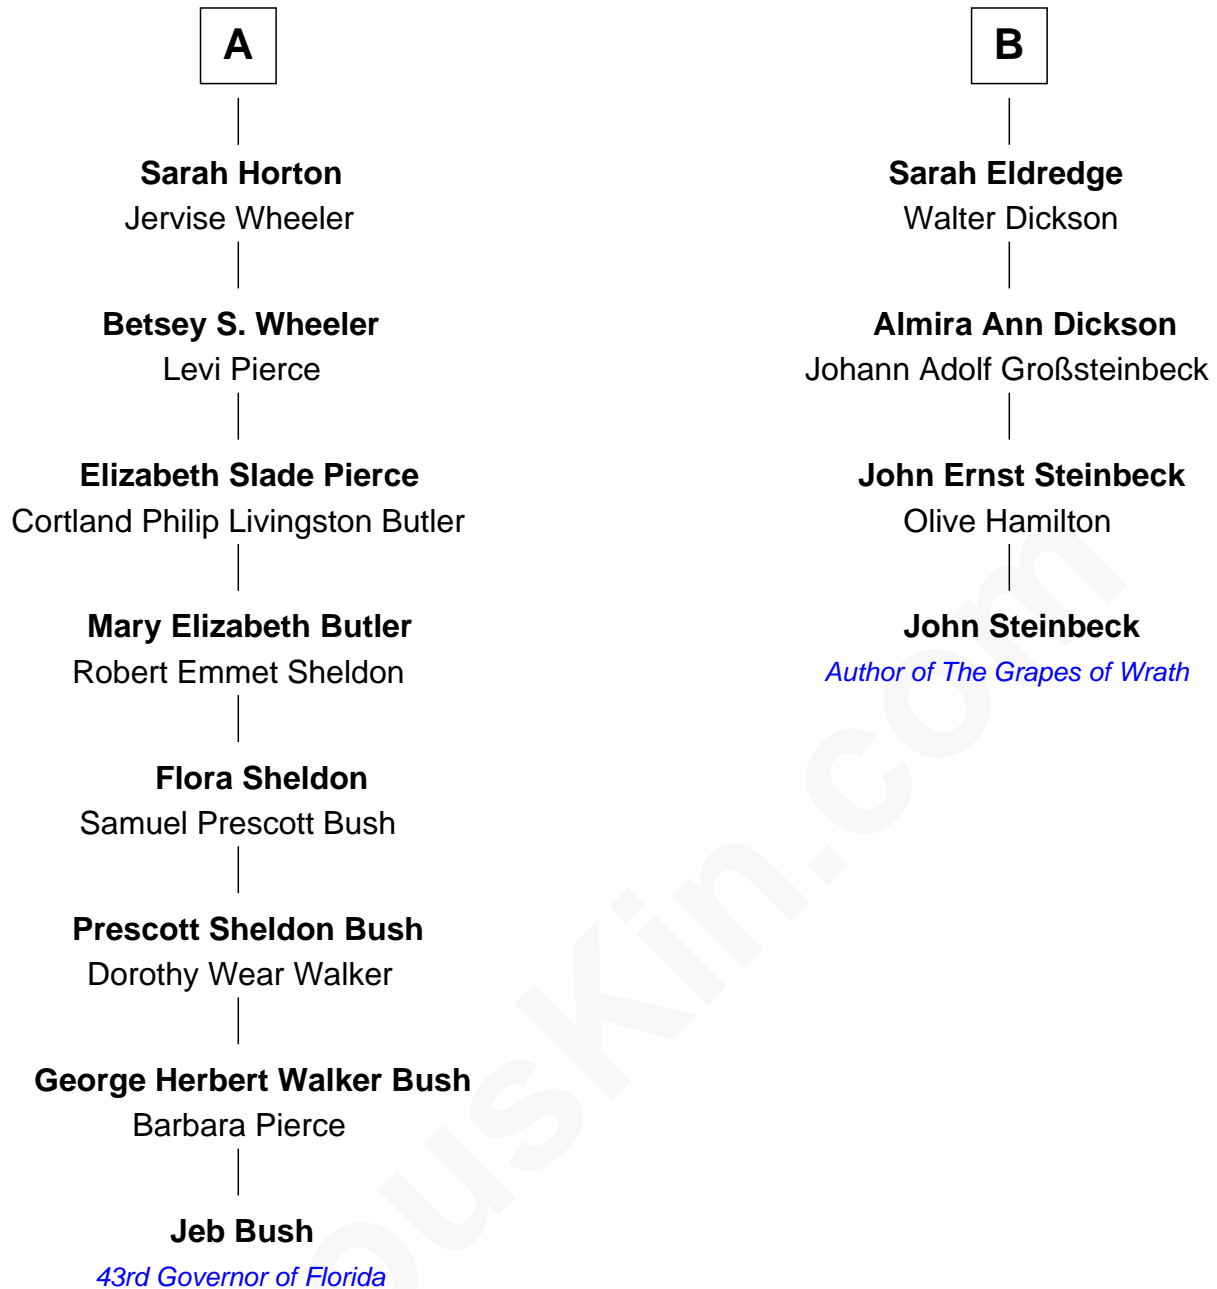 A
Sarah Horton
Jervise Wheeler
Betsey S. Wheeler
Levi Pierce
Elizabeth Slade Pierce
Cortland Philip Livingston Butler
Mary Elizabeth Butler
Robert Emmet Sheldon
Flora Sheldon
Samuel Prescott Bush
Prescott Sheldon Bush
Dorothy Wear Walker
George Herbert Walker Bush
Barbara Pierce
Jeb Bush
43rd Governor of Florida
B
Sarah Eldredge
Walter Dickson
Almira Ann Dickson
Johann Adolf Großsteinbeck
John Ernst Steinbeck
Olive Hamilton
John Steinbeck
Author of The Grapes of Wrath
ousKin.com